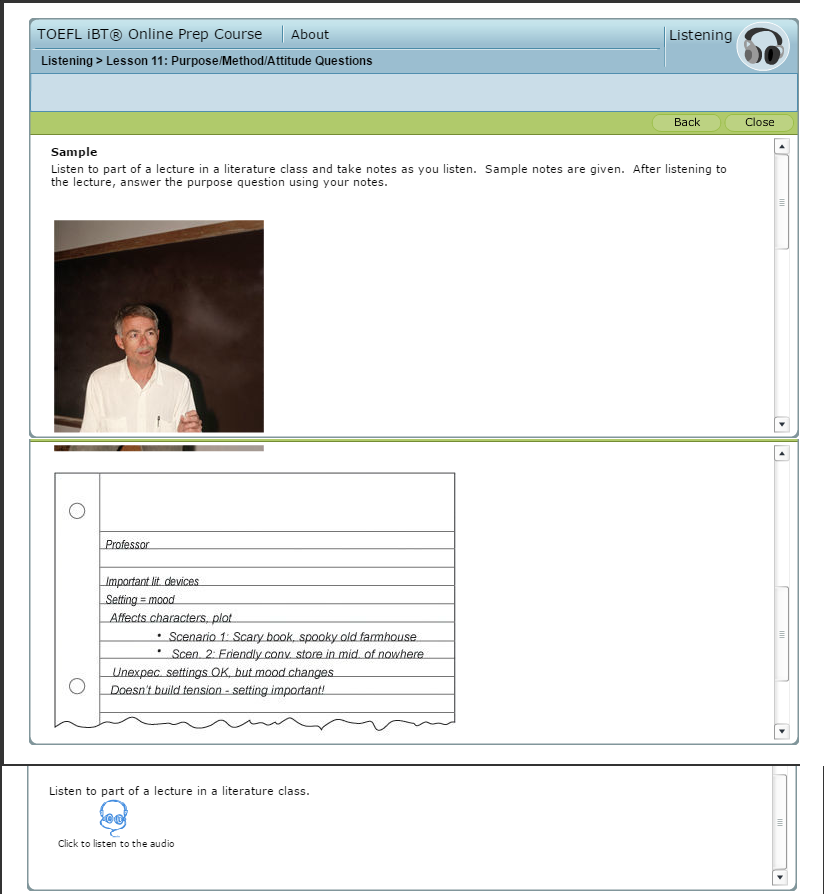 TOEFL iBT® Online Prep Course
About
Listening
Listening > Lesson 11: Purpose/Method/Attitude Questions
Back
Close
Sample
Listen to part of a lecture in a literature class and take notes as you listen.  Sample notes are given.  After listening to
the lecture, answer the purpose question using your notes.
Professor
Important lit. devices
Setting = mood
Affects characters, plot
• Scenario 1: Scary book, spooky old farmhouse
• Scen. 2: Friendly conv. store in mid. of nowhere
Unexpec. settings OK, but mood changes
Doesn't build tension - setting important!
Listen to part of a lecture in a literature class.
Click to listen to the audio